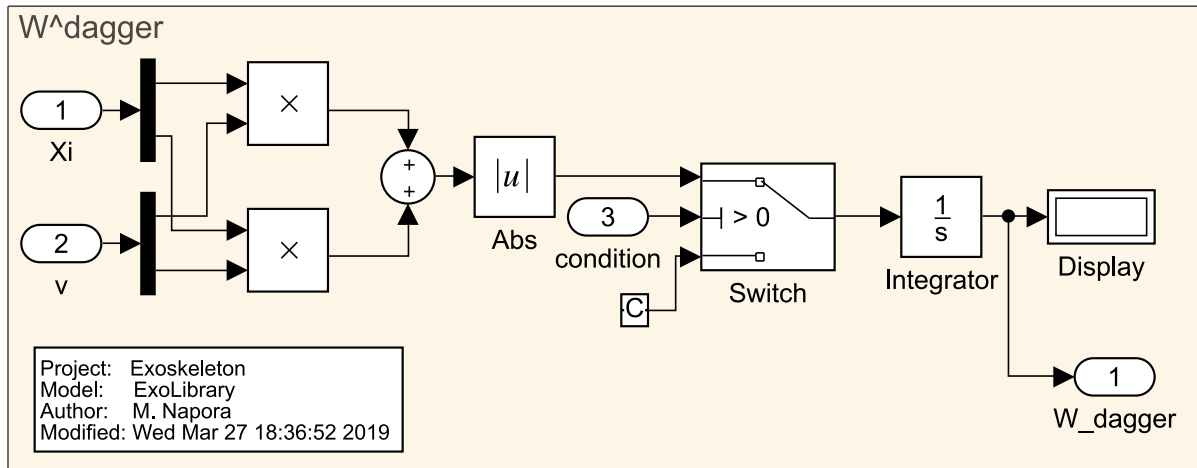 W^dagger
1
Xi
2
v
×
×
+
+
|u|
Abs
3
condition
> 0
Switch
C
1
s
Integrator
Display
1
W_dagger
Project: Exoskeleton
Model: ExoLibrary
Author: M. Napora
Modified: Wed Mar 27 18:36:52 2019